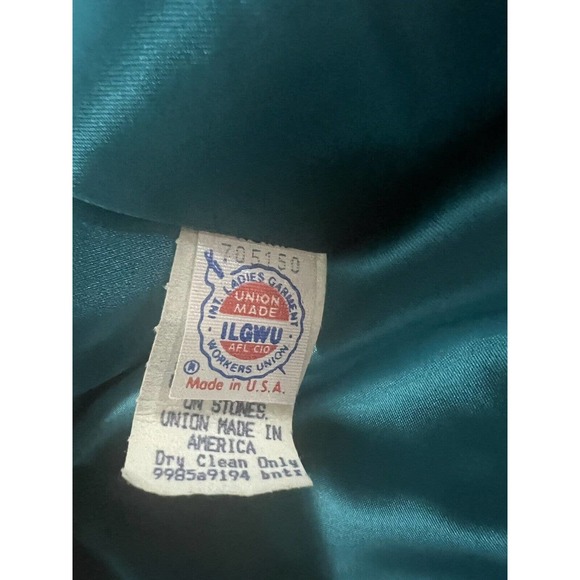 705150
INT. LADIES GARMENT
UNION
MADE
ILGWU
AFL CIO
WORKERS UNION
®
Made in U.S.A.
ON STONES.
UNION MADE IN
AMERICA
Dry Clean Only
9985a9194 bntx